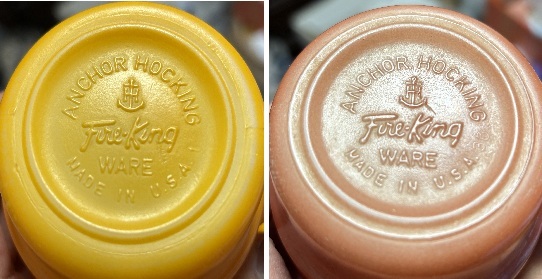 ANCHOR HOCKING
Fire-King
WARE
MADE IN U.S.A.
ANCHOR HOCKING
Fire-King
WARE
MADE IN U.S.A.